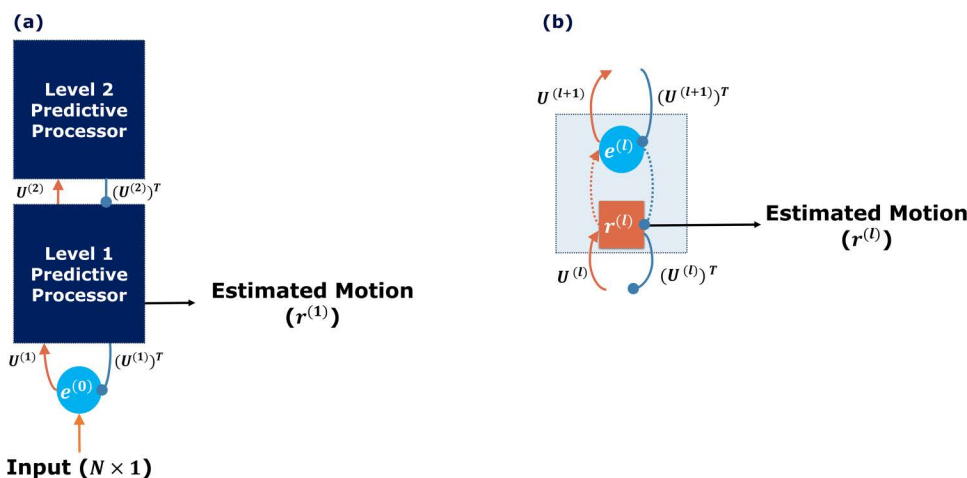 (a)
Level 2
Predictive
Processor
U^(2) (U^(2))^T
Level 1
Predictive
Processor
Estimated Motion
(r^(1))
U^(1) (U^(1))^T
e^(0)
Input (N × 1)
(b)
U^(l+1) (U^(l+1))^T
e^(l)
r^(l)
Estimated Motion
(r^(l))
U^(l) (U^(l))^T